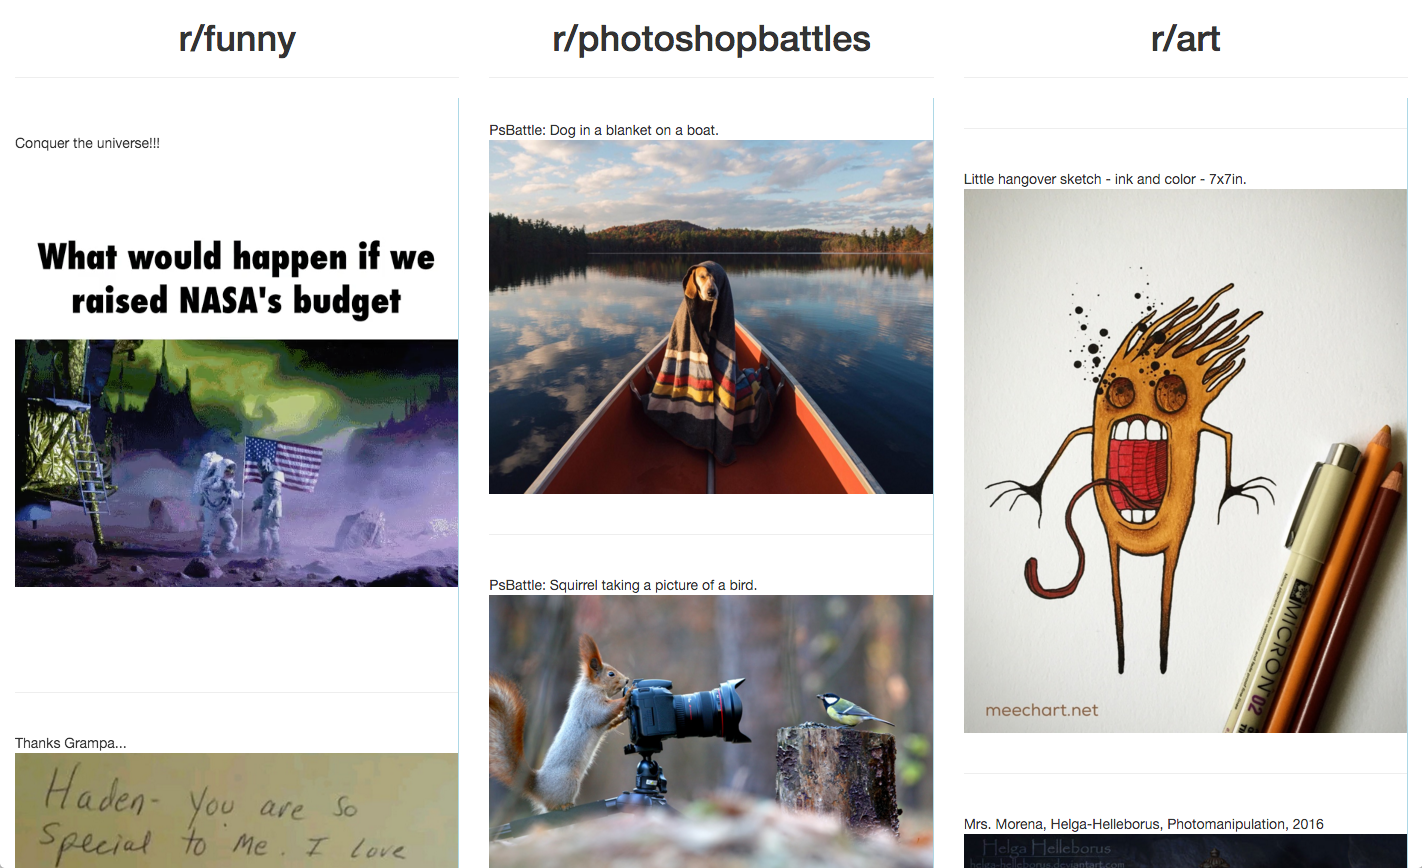 r/funny
Conquer the universe!!!
What would happen if we
raised NASA's budget
Thanks Grampa...
Haden- You are so
special to me. I love
r/photoshopbattles
PsBattle: Dog in a blanket on a boat.
PsBattle: Squirrel taking a picture of a bird.
r/art
Little hangover sketch - ink and color - 7x7in.
MICRON 02
meechart.net
Mrs. Morena, Helga-Helleborus, Photomanipulation, 2016
Helga Helleborus
helga-helleborus.deviantart.com